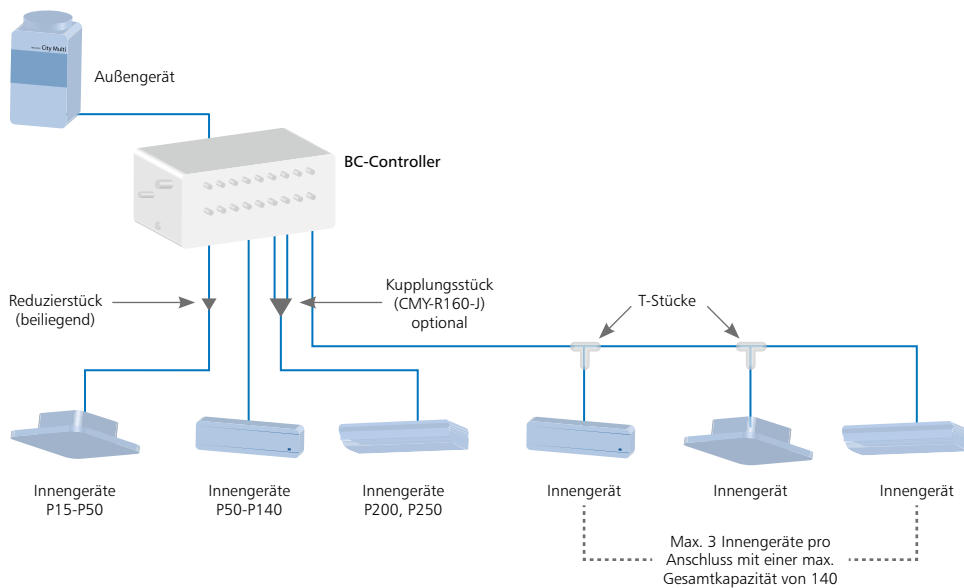 City Multi
Außengerät
BC-Controller
Reduzierstück
(beiliegend)
Kupplungsstück
(CMY-R160-J)
optional
T-Stücke
Innengeräte
P15-P50
Innengeräte
P50-P140
Innengeräte
P200, P250
Innengerät
Innengerät
Innengerät
Max. 3 Innengeräte pro
Anschluss mit einer max.
Gesamtkapazität von 140